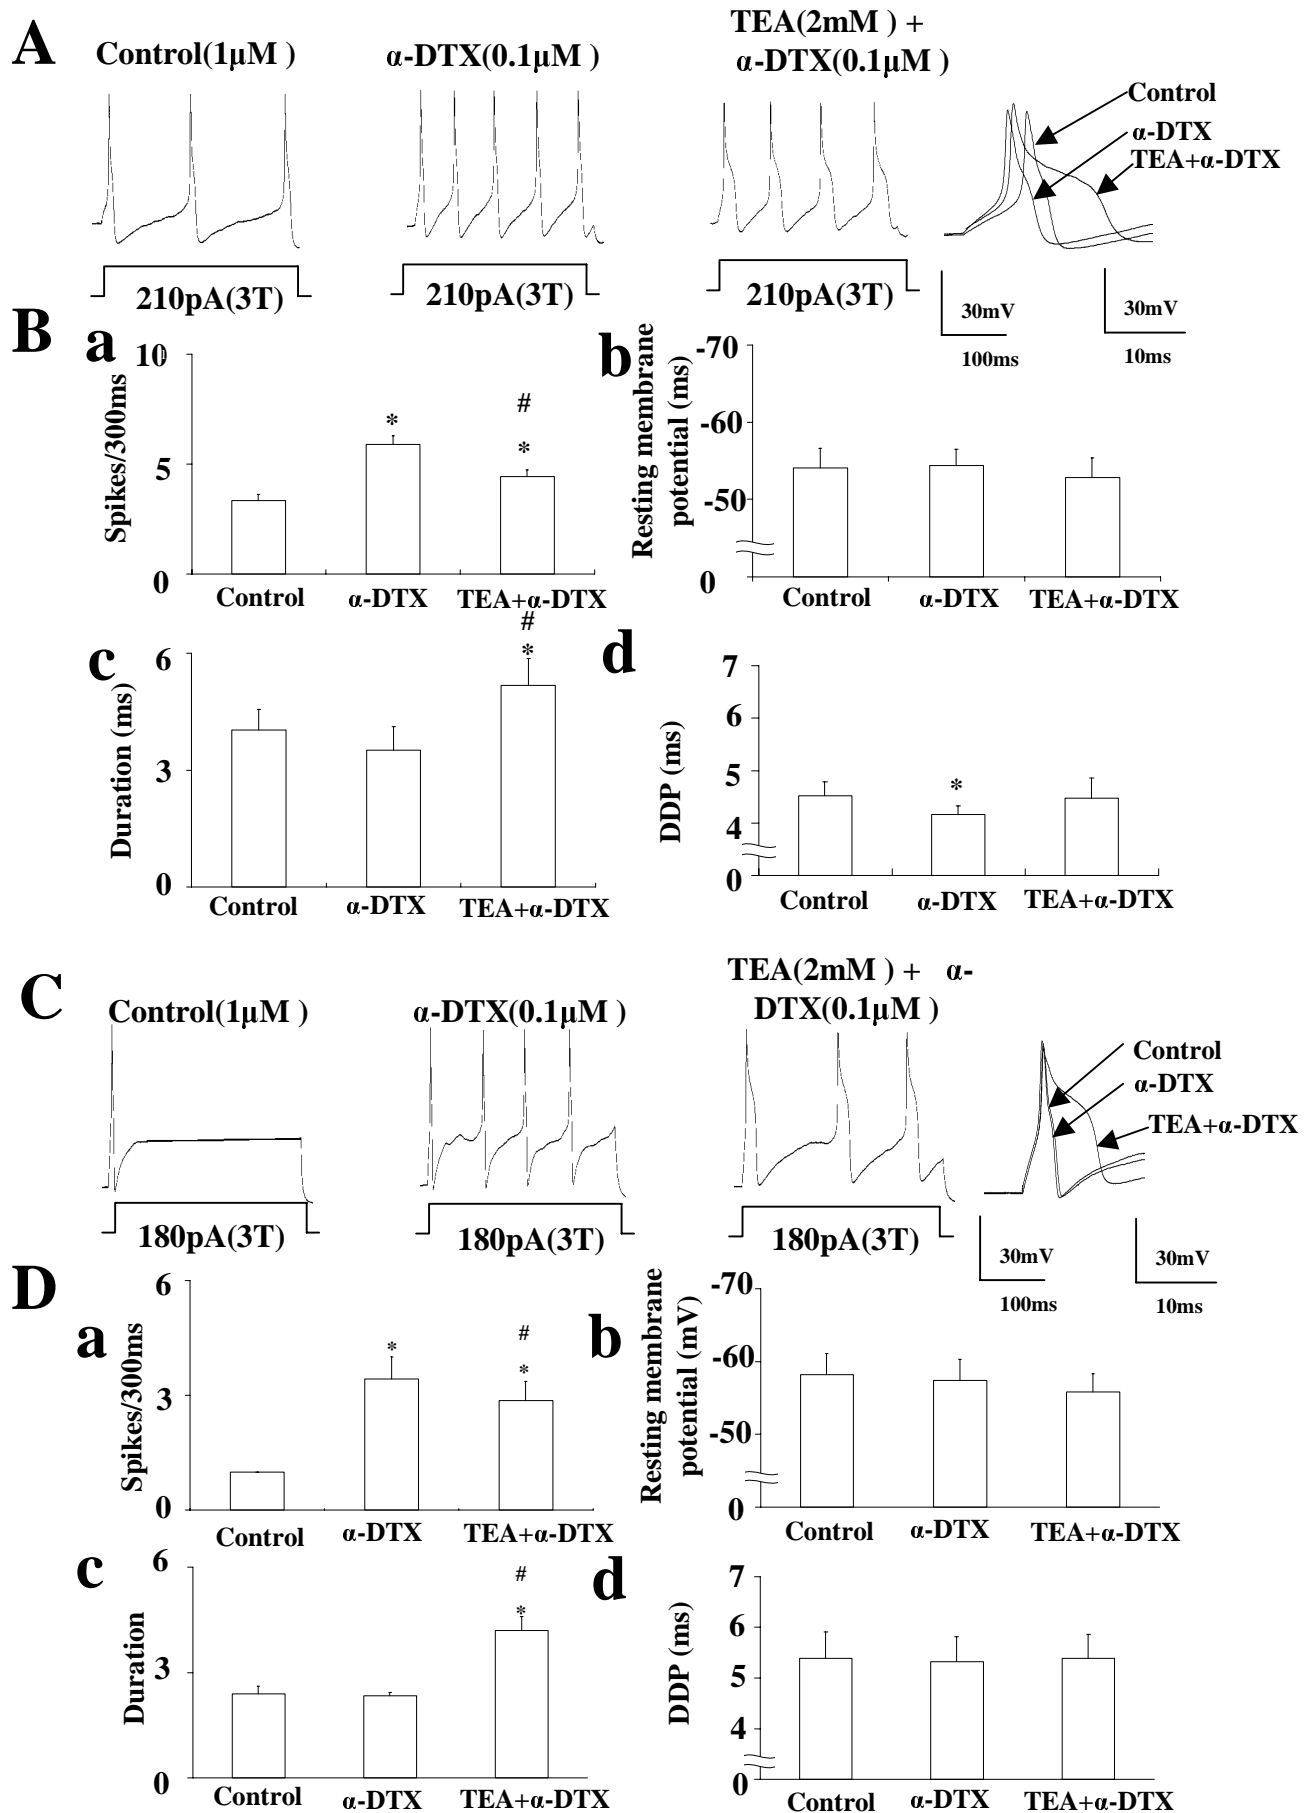 A
Control(1μM )
α-DTX(0.1μM )
TEA(2mM ) +
α-DTX(0.1μM )
Control
α-DTX
TEA+α-DTX
210pA(3T)
210pA(3T)
210pA(3T)
30mV
100ms
30mV
10ms
B
a
Spikes/300ms
10
5
0
Control
α-DTX
TEA+α-DTX
*
#
*
b
Resting membrane
potential (ms)
-70
-60
-50
0
Control
α-DTX
TEA+α-DTX
c
Duration (ms)
6
3
0
Control
α-DTX
TEA+α-DTX
#
*
d
DDP (ms)
7
6
5
4
0
Control
α-DTX
TEA+α-DTX
*
C
Control(1μM )
α-DTX(0.1μM )
TEA(2mM ) + α-
DTX(0.1μM )
Control
α-DTX
TEA+α-DTX
180pA(3T)
180pA(3T)
180pA(3T)
30mV
100ms
30mV
10ms
D
a
Spikes/300ms
6
3
0
Control
α-DTX
TEA+α-DTX
*
#
*
b
Resting membrane
potential (mV)
-70
-60
-50
0
Control
α-DTX
TEA+α-DTX
c
Duration
6
3
0
Control
α-DTX
TEA+α-DTX
#
*
d
DDP (ms)
7
6
5
4
0
Control
α-DTX
TEA+α-DTX